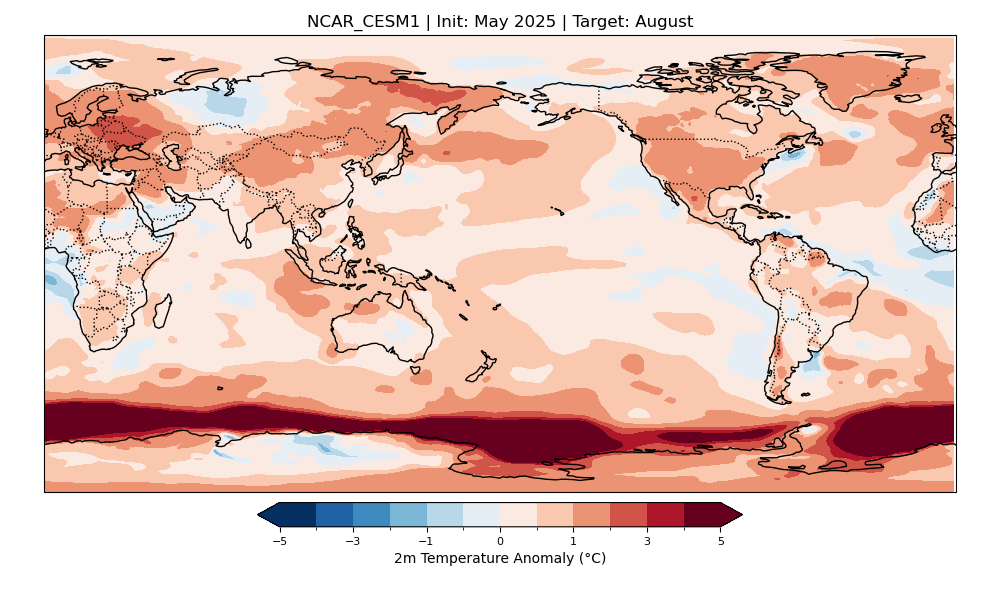 NCAR_CESM1 | Init: May 2025 | Target: August
−5 −3 −1 0 1 3 5
2m Temperature Anomaly (°C)